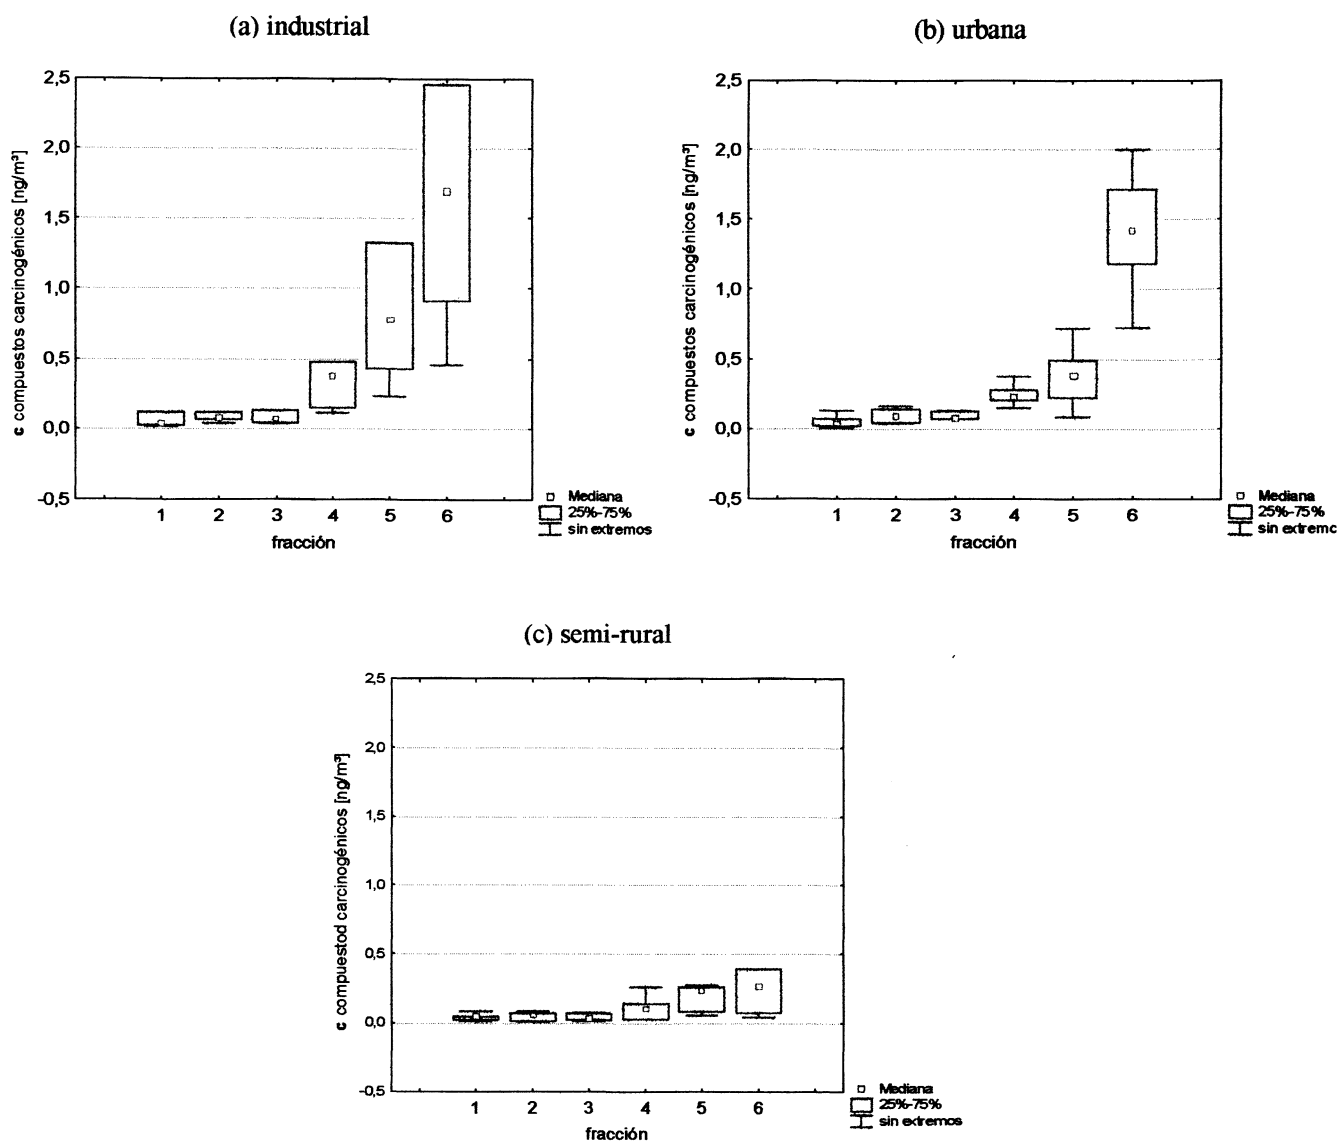 (a) industrial
2,5
2,0
1,5
1,0
0,5
0,0
-0,5
c compuestos carcinogénicos [ng/m³]
1 2 3 4 5 6
fracción
Mediana
25%-75%
sin extremos
(b) urbana
2,5
2,0
1,5
1,0
0,5
0,0
-0,5
c compuestos carcinogénicos [ng/m³]
1 2 3 4 5 6
fracción
Mediana
25%-75%
sin extremc
(c) semi-rural
2,5
2,0
1,5
1,0
0,5
0,0
-0,5
c compuestod carcinogénicos [ng/m³]
1 2 3 4 5 6
fracción
Mediana
25%-75%
sin extremos